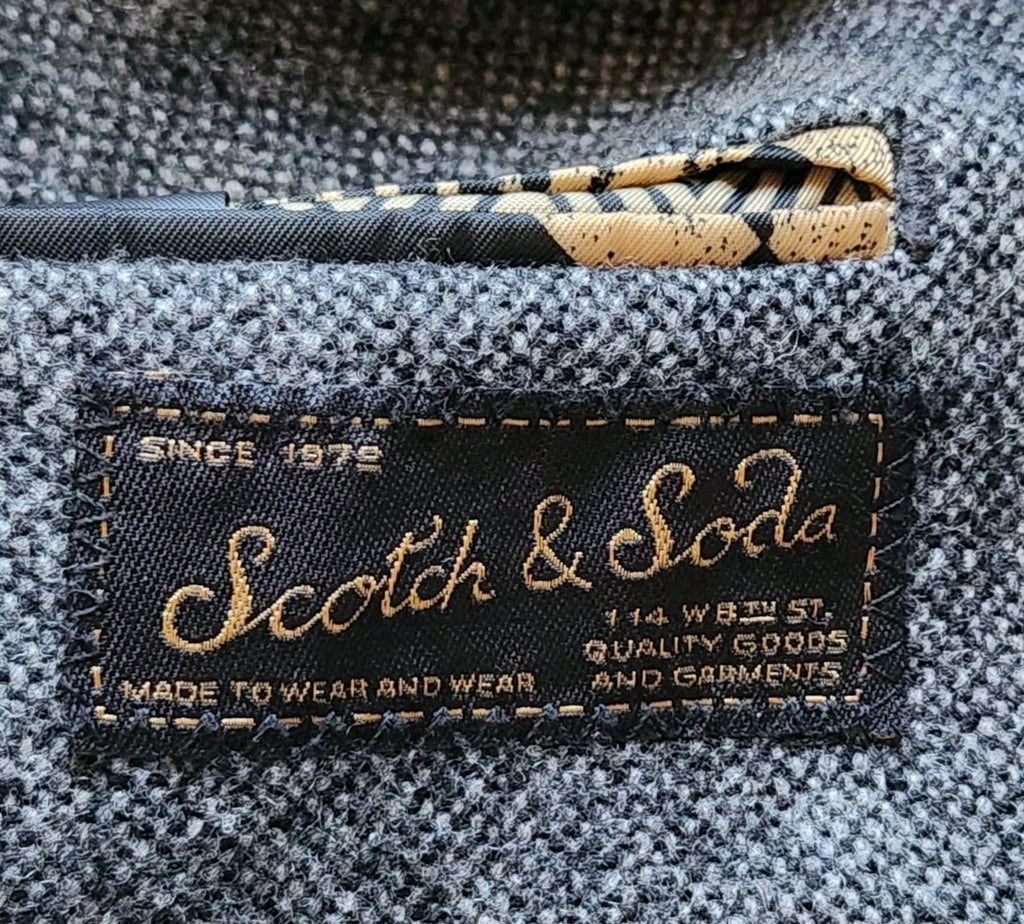 SINCE 1979
Scotch & Soda
114 W 8TH ST.
QUALITY GOODS
AND GARMENTS
MADE TO WEAR AND WEAR